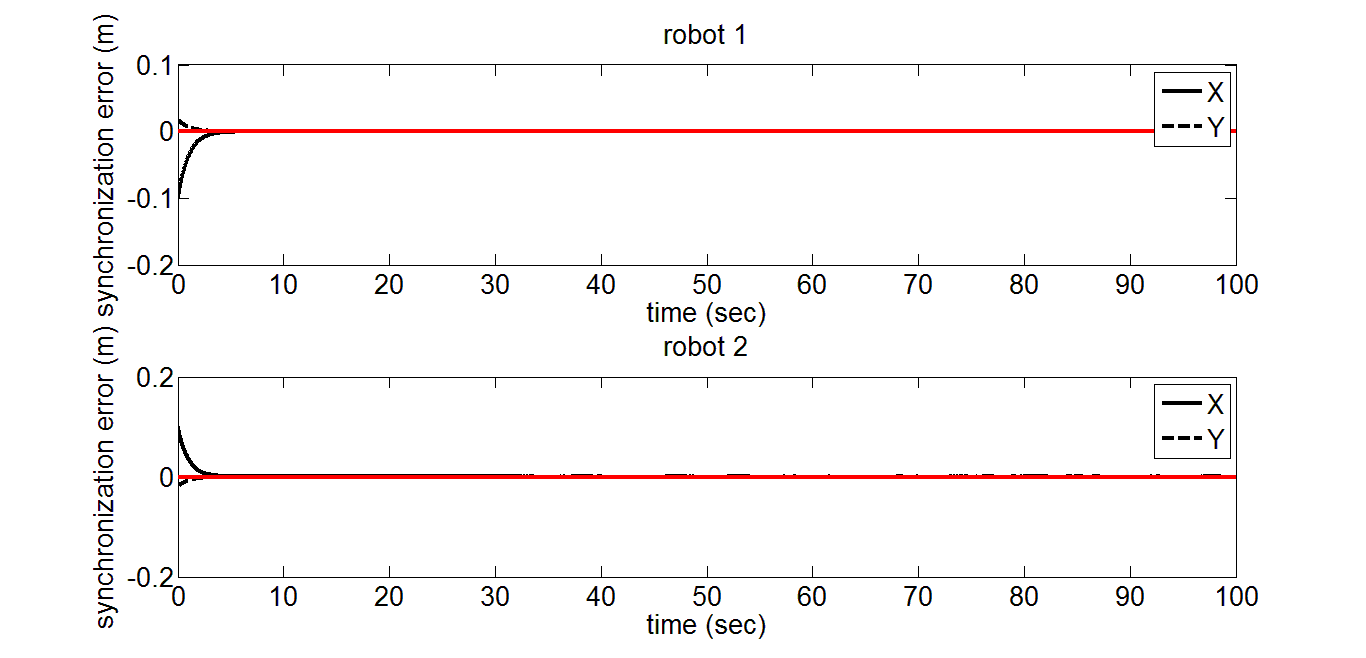 robot 1
synchronization error (m)
0.1
0
-0.1
-0.2
X
Y
0 10 20 30 40 50 60 70 80 90 100
time (sec)
robot 2
synchronization error (m)
0.2
0
-0.2
X
Y
0 10 20 30 40 50 60 70 80 90 100
time (sec)